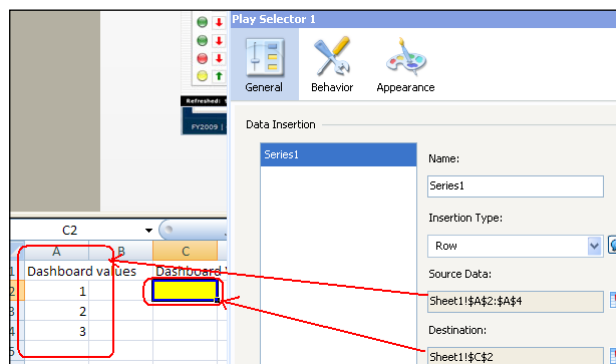 Play Selector 1
General Behavior Appearance
Refreshed:
FY2009 |
Data Insertion
Series1
Name:
Series1
Insertion Type:
Row
Source Data:
Sheet1!$A$2:$A$4
Destination:
Sheet1!$C$2
C2
A B C
1 Dashboard values Dashboard
2 1
3 2
4 3
5